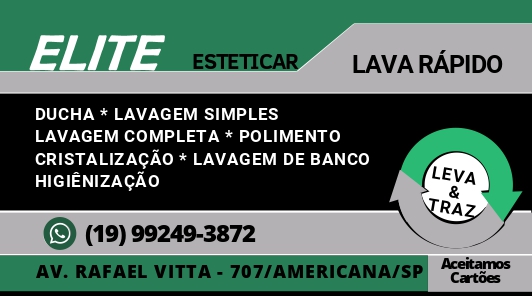 ELITE ESTETICAR
LAVA RÁPIDO
DUCHA * LAVAGEM SIMPLES
LAVAGEM COMPLETA * POLIMENTO
CRISTALIZAÇÃO * LAVAGEM DE BANCO
HIGIÊNIZAÇÃO
LEVA
&
TRAZ
(19) 99249-3872
AV. RAFAEL VITTA - 707/AMERICANA/SP
Aceitamos
Cartões